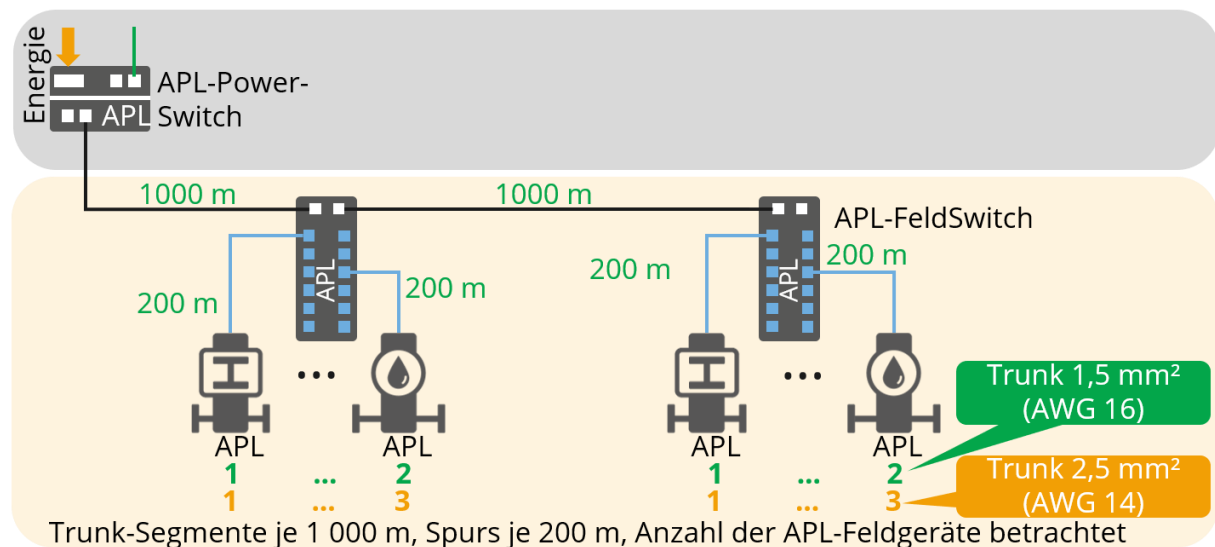 Energie
APL-Power-
APL Switch
1000 m
1000 m
APL-FeldSwitch
200 m
200 m
200 m
200 m
APL
APL
... ...
Trunk 1,5 mm²
(AWG 16)
APL APL APL APL
1 ... 2 1 ... 2
1 ... 3 1 ... 3
Trunk 2,5 mm²
(AWG 14)
Trunk-Segmente je 1 000 m, Spurs je 200 m, Anzahl der APL-Feldgeräte betrachtet